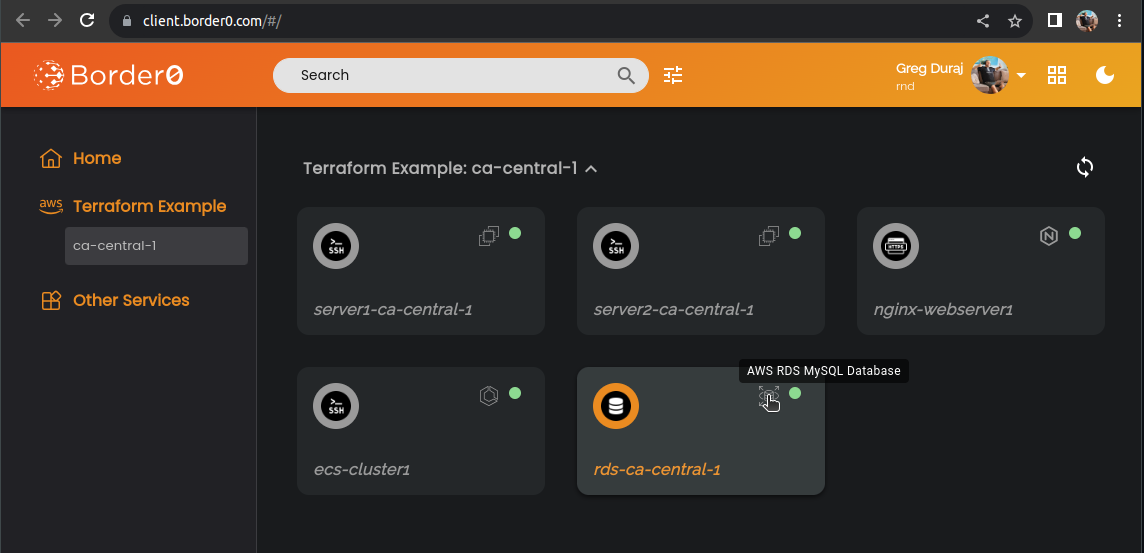 client.border0.com/#/
Border0
Search
Greg Duraj
rnd
Home
aws Terraform Example
ca-central-1
Other Services
Terraform Example: ca-central-1
>_ SSH
server1-ca-central-1
>_ SSH
server2-ca-central-1
HTTPS
N
nginx-webserver1
>_ SSH
ecs-cluster1
AWS RDS MySQL Database
rds-ca-central-1